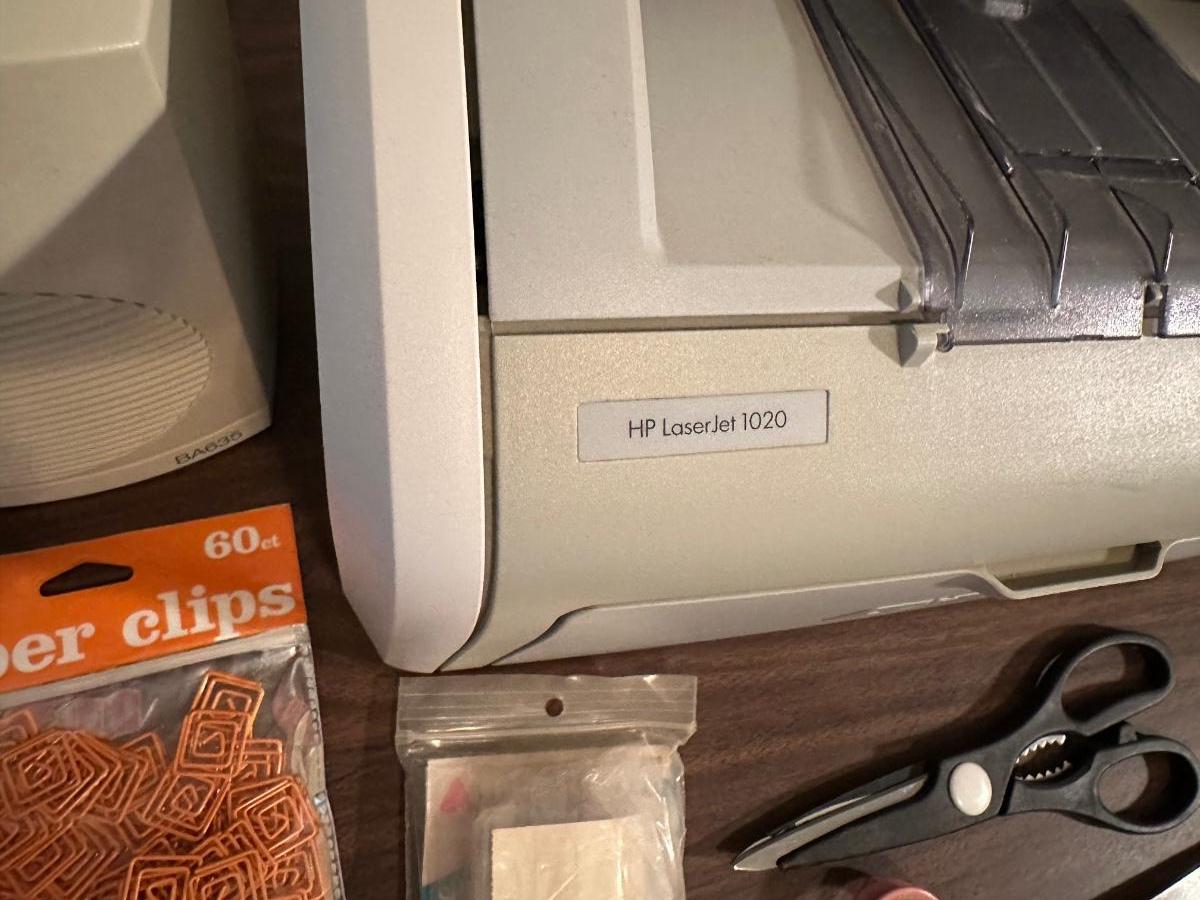 HP LaserJet 1020
BA635
60ct
per clips